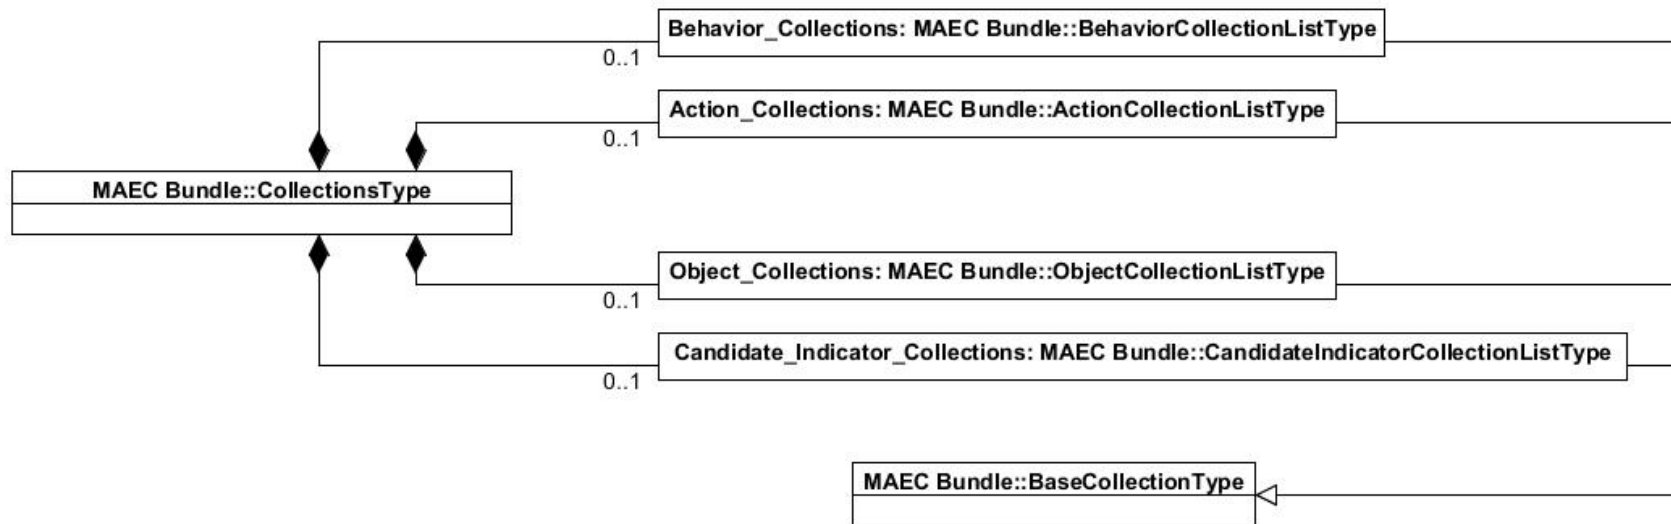 Behavior_Collections: MAEC Bundle::BehaviorCollectionListType
0..1
Action_Collections: MAEC Bundle::ActionCollectionListType
0..1
MAEC Bundle::CollectionsType
Object_Collections: MAEC Bundle::ObjectCollectionListType
0..1
Candidate_Indicator_Collections: MAEC Bundle::CandidateIndicatorCollectionListType
0..1
MAEC Bundle::BaseCollectionType